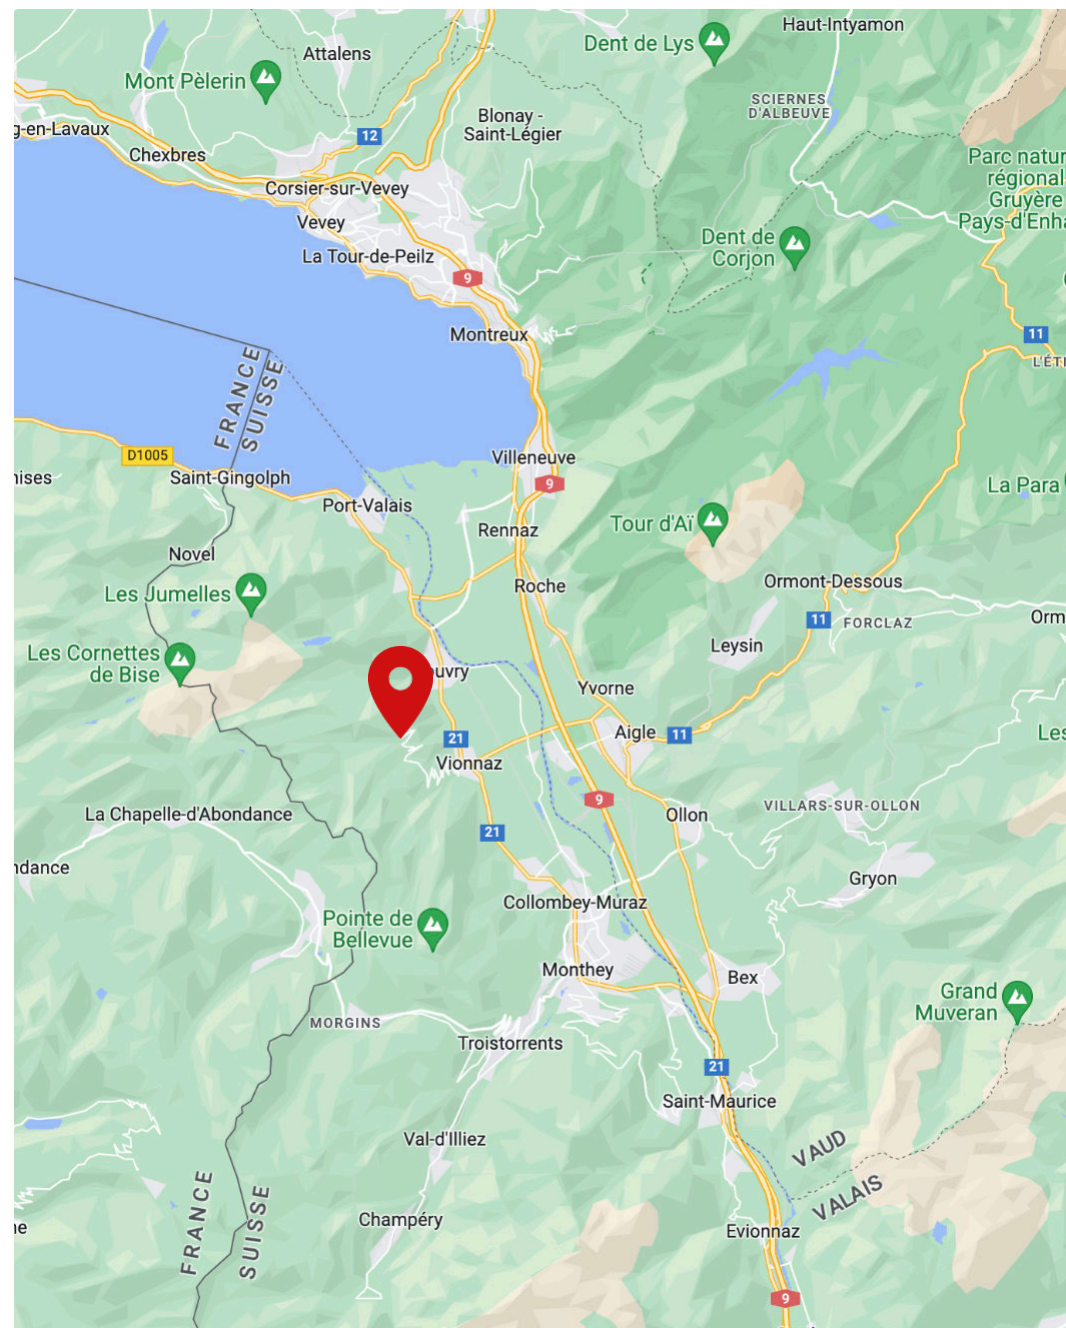 Haut-Intyamon
Dent de Lys
Attalens
Mont Pèlerin
SCIERNES
D'ALBEUVE
Blonay -
Saint-Légier
g-en-Lavaux
12
Chexbres
Parc natur
régional
Gruyère
Pays-d'Enha
Corsier-sur-Vevey
Vevey
La Tour-de-Peilz
Dent de
Corjon
9
Montreux
11
L'ÉTI
FRANCE
SUISSE
D1005
Villeneuve
nises
Saint-Gingolph
9
La Para
Port-Valais
Rennaz
Tour d'Aï
Novel
Roche
Ormont-Dessous
Les Jumelles
11
FORCLAZ
Orm
Leysin
Les Cornettes
de Bise
ouvry
Yvorne
21
Aigle
11
Les
Vionnaz
9
VILLARS-SUR-OLLON
La Chapelle-d'Abondance
Ollon
21
ndance
Gryon
Collombey-Muraz
Pointe de
Bellevue
Monthey
Bex
Grand
Muveran
MORGINS
Troistorrents
21
Saint-Maurice
Val-d'Illiez
VAUD
VALAIS
FRANCE
SUISSE
Champéry
ne
Evionnaz
9